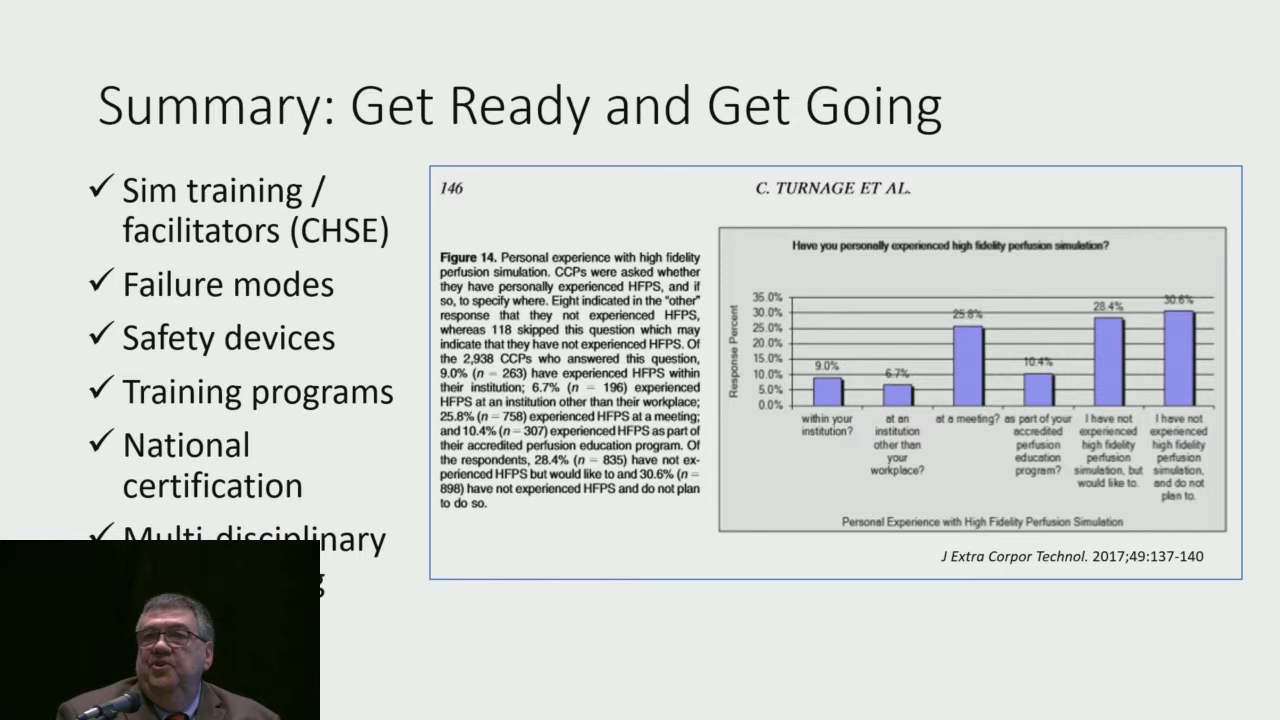 Summary: Get Ready and Get Going
✓ Sim training /
facilitators (CHSE)
✓ Failure modes
✓ Safety devices
✓ Training programs
✓ National
certification
✓ Multi-disciplinary
146
C. TURNAGE ET AL.
Figure 14. Personal experience with high fidelity
perfusion simulation. CCPs were asked whether
they have personally experienced HFPS, and if
so, to specify where. Eight indicated in the "other"
response that they not experienced HFPS,
whereas 118 skipped this question which may
indicate that they have not experienced HFPS. Of
the 2,938 CCPs who answered this question,
9.0% (n = 263) have experienced HFPS within
their institution; 6.7% (n = 196) experienced
HFPS at an institution other than their workplace;
25.8% (n = 758) experienced HFPS at a meeting;
and 10.4% (n = 307) experienced HFPS as part of
their accredited perfusion education program. Of
the respondents, 28.4% (n = 835) have not ex-
perienced HFPS but would like to and 30.6% (n =
898) have not experienced HFPS and do not plan
to do so.
Have you personally experienced high fidelity perfusion simulation?
Response Percent
35.0%
30.0%
25.0%
20.0%
15.0%
10.0%
5.0%
0.0%
9.0%
6.7%
25.8%
10.4%
28.4%
30.6%
within your
institution?
at an
institution
other than
your
workplace?
at a meeting?
as part of your
accredited
perfusion
education
program?
I have not
experienced
high fidelity
perfusion
simulation, but
would like to.
I have not
experienced
high fidelity
perfusion
simulation,
and do not
plan to.
Personal Experience with High Fidelity Perfusion Simulation
J Extra Corpor Technol. 2017;49:137-140